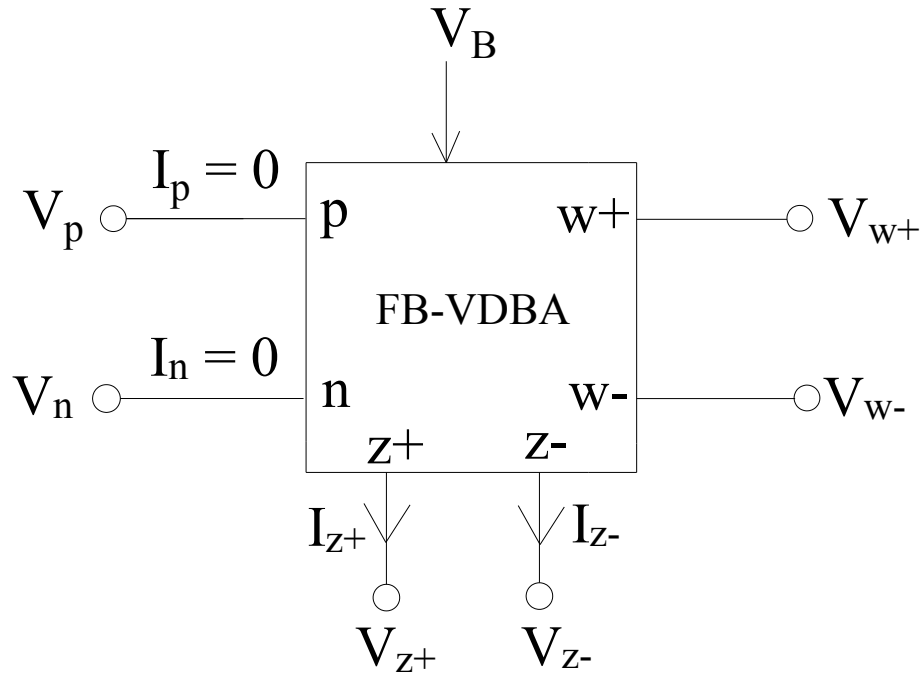 V_B
I_p = 0
V_p
p
w+
V_w+
FB-VDBA
I_n = 0
V_n
n
w-
V_w-
z+
z-
I_z+
I_z-
V_z+
V_z-